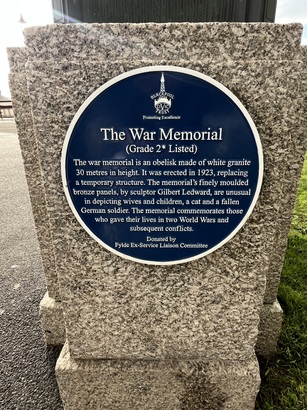 BLACKPOOL
Promoting Excellence
The War Memorial
(Grade 2* Listed)
The war memorial is an obelisk made of white granite
30 metres in height. It was erected in 1923, replacing
a temporary structure. The memorial's finely moulded
bronze panels, by sculptor Gilbert Ledward, are unusual
in depicting wives and children, a cat and a fallen
German soldier. The memorial commemorates those
who gave their lives in two World Wars and
subsequent conflicts.
Donated by
Fylde Ex-Service Liaison Committee